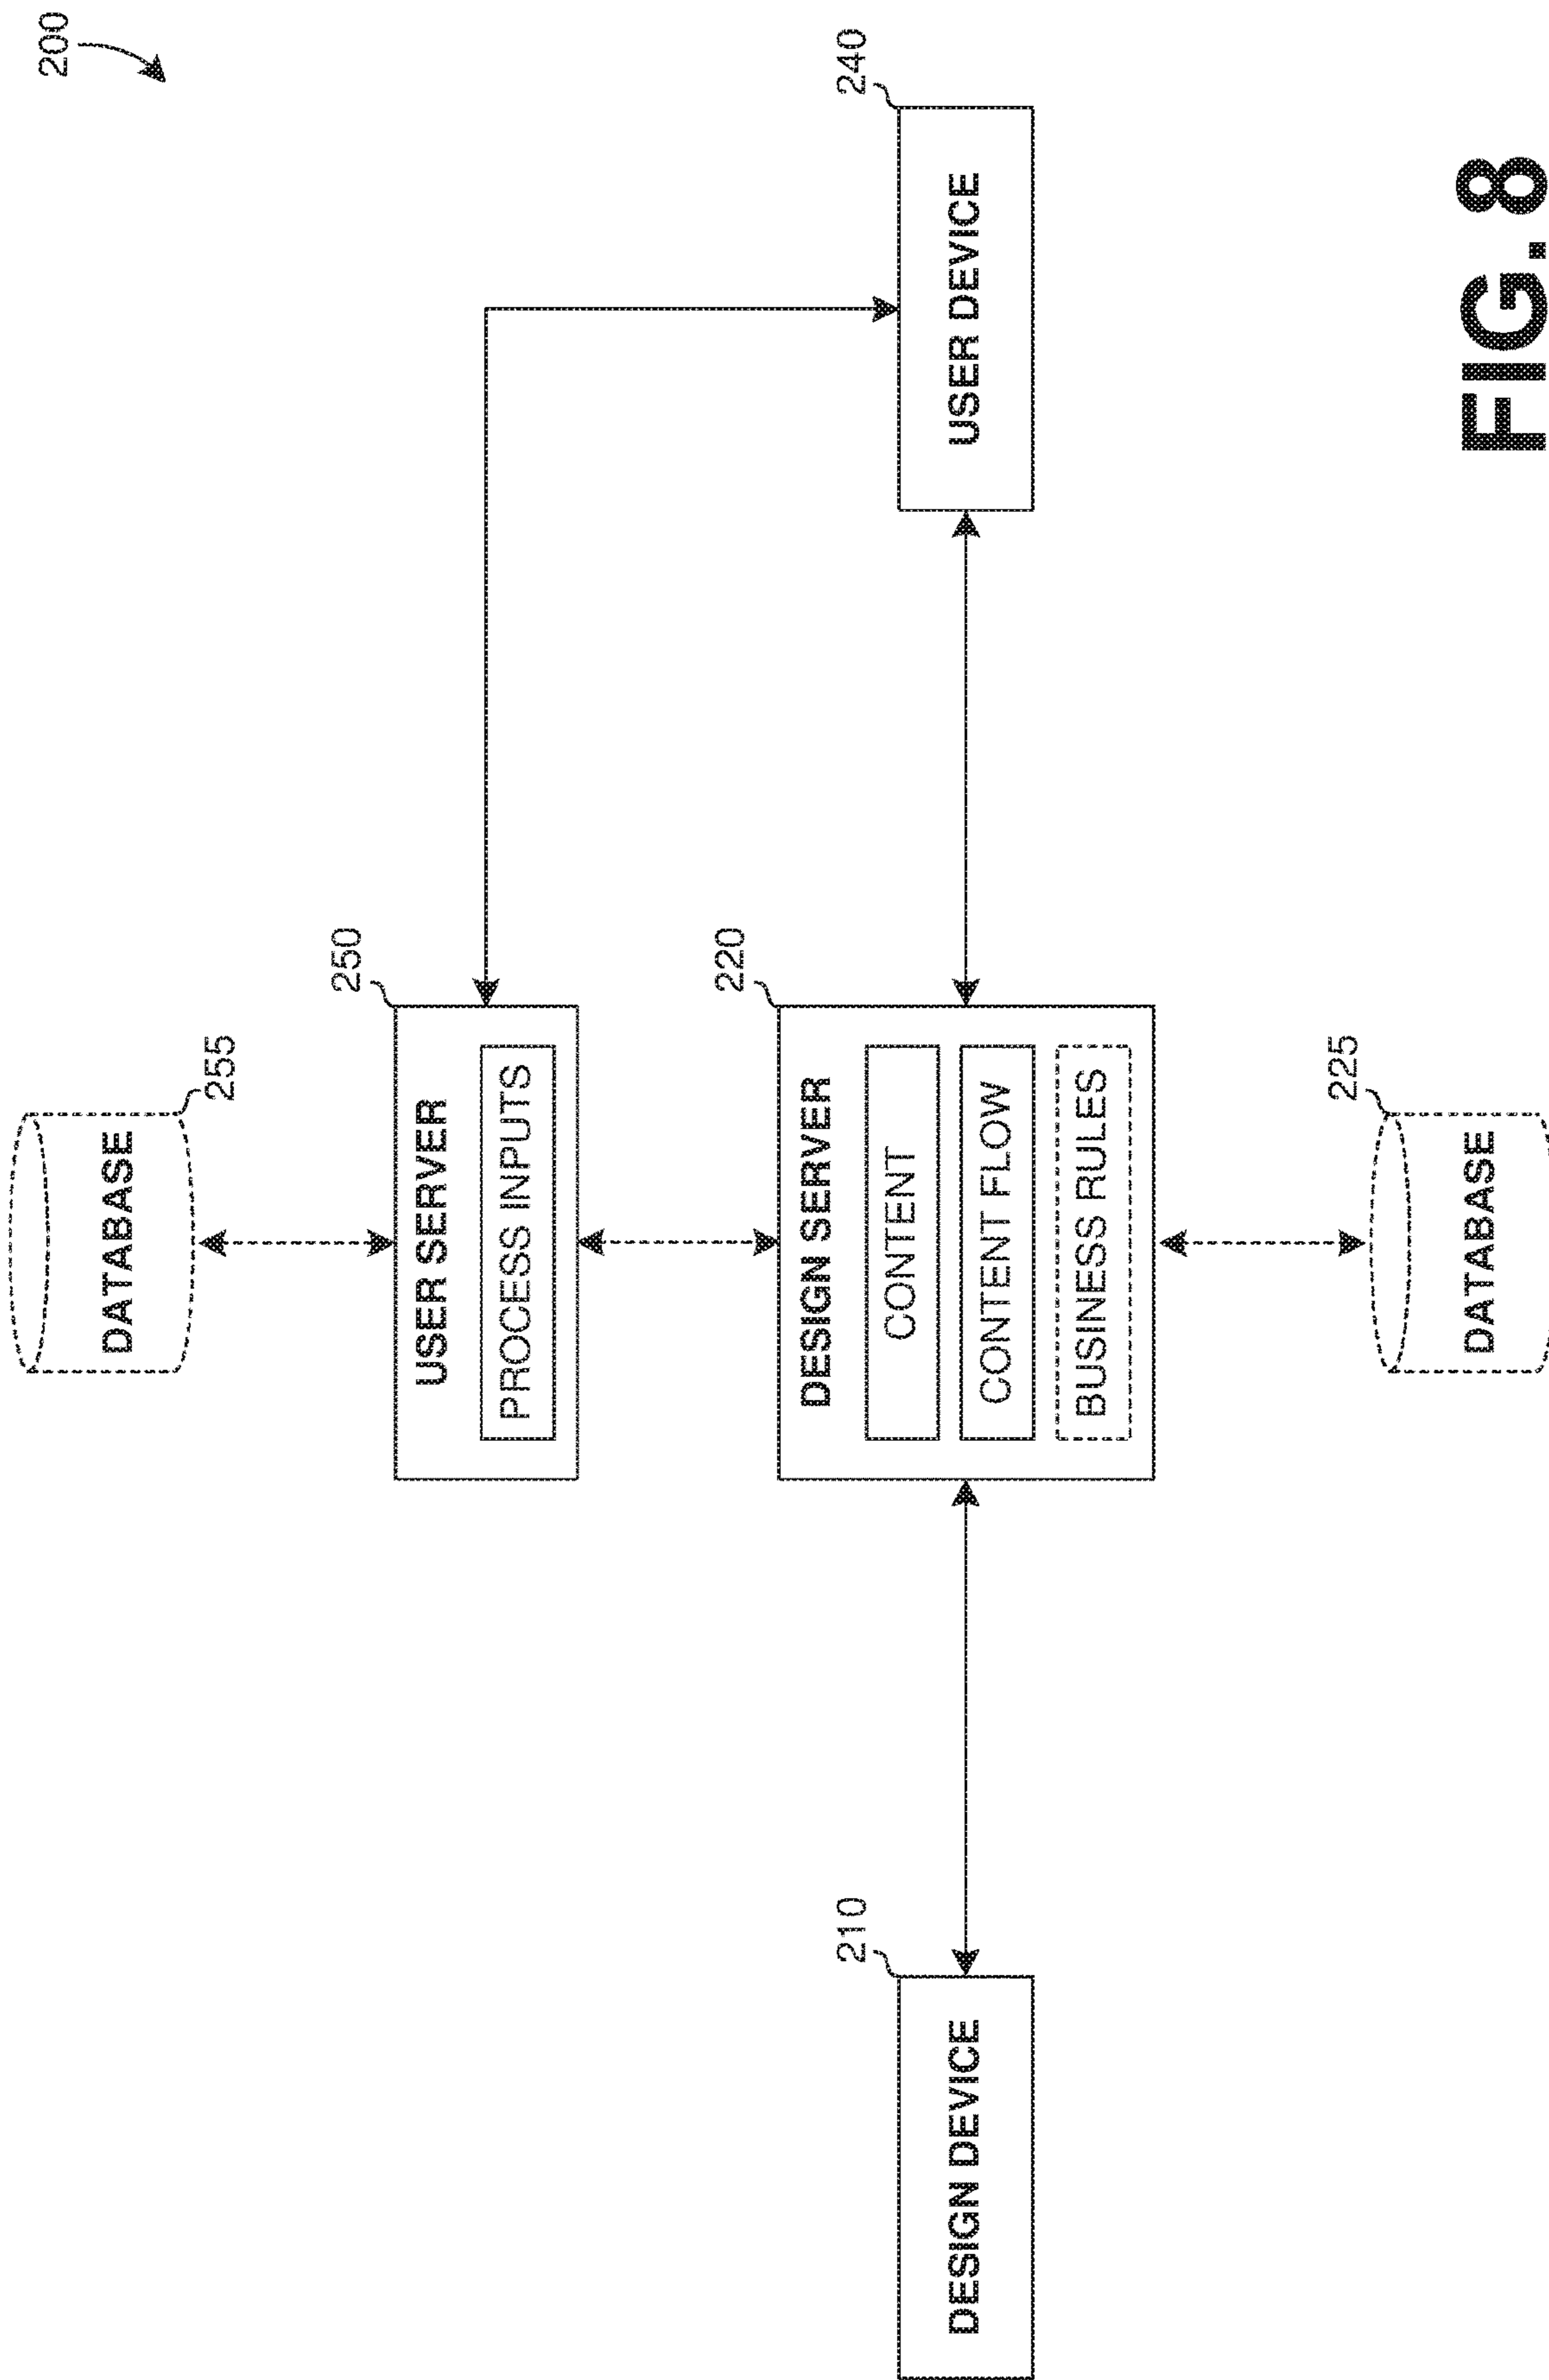 200
DATABASE
255
USER SERVER
250
PROCESS INPUTS
DESIGN SERVER
220
CONTENT
CONTENT FLOW
BUSINESS RULES
DESIGN DEVICE
210
USER DEVICE
240
DATABASE
225
FIG. 8